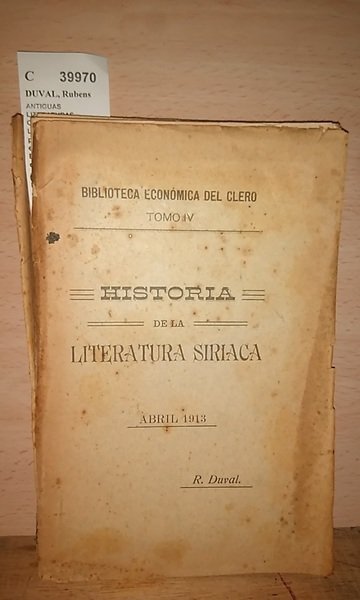 C 39970
DUVAL, Rubens
ANTIGUAS
BIBLIOTECA ECONÓMICA DEL CLERO
TOMO IV
HISTORIA
DE LA
LITERATURA SIRIACA
ABRIL 1913
R. Duval.